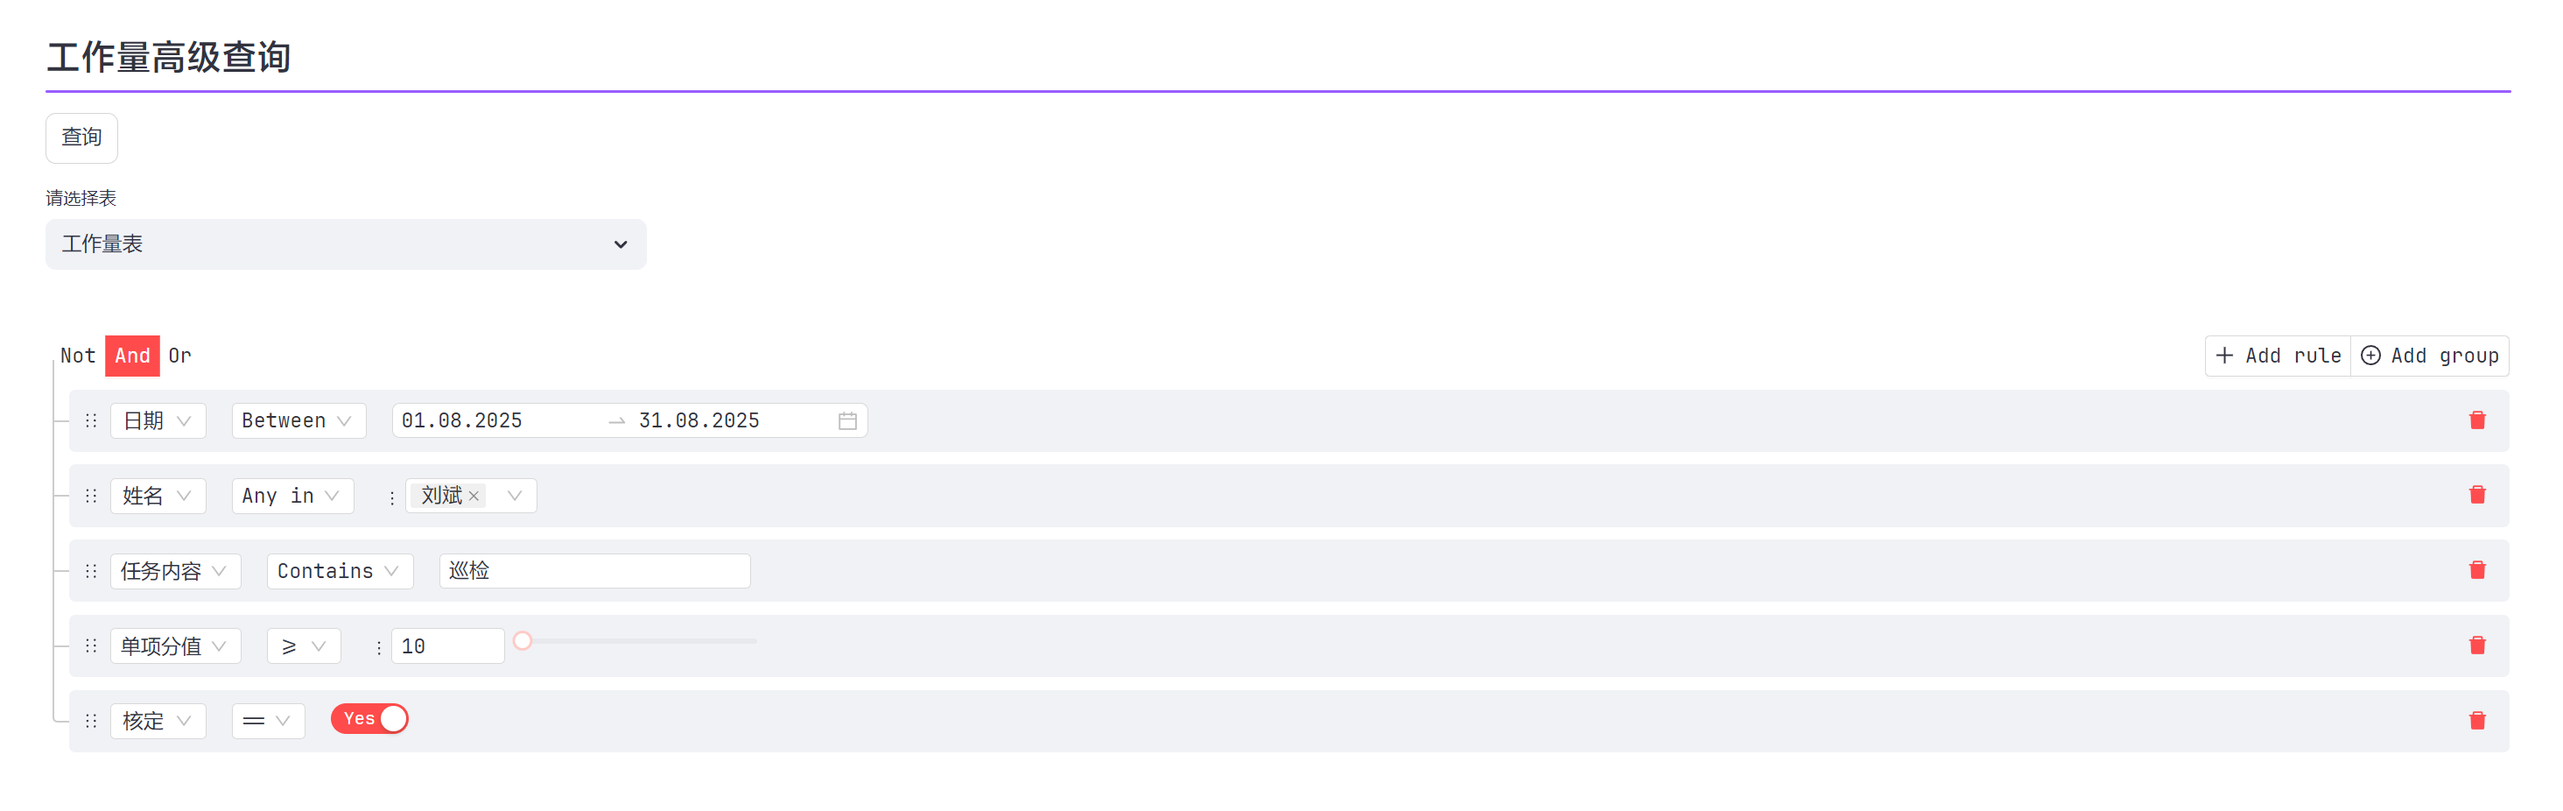 工作量高级查询
查询
请选择表
工作量表
Not And Or + Add rule Add group
日期 Between 01.08.2025 → 31.08.2025
姓名 Any in : 刘斌 ×
任务内容 Contains 巡检
单项分值 ≥ : 10
核定 == Yes